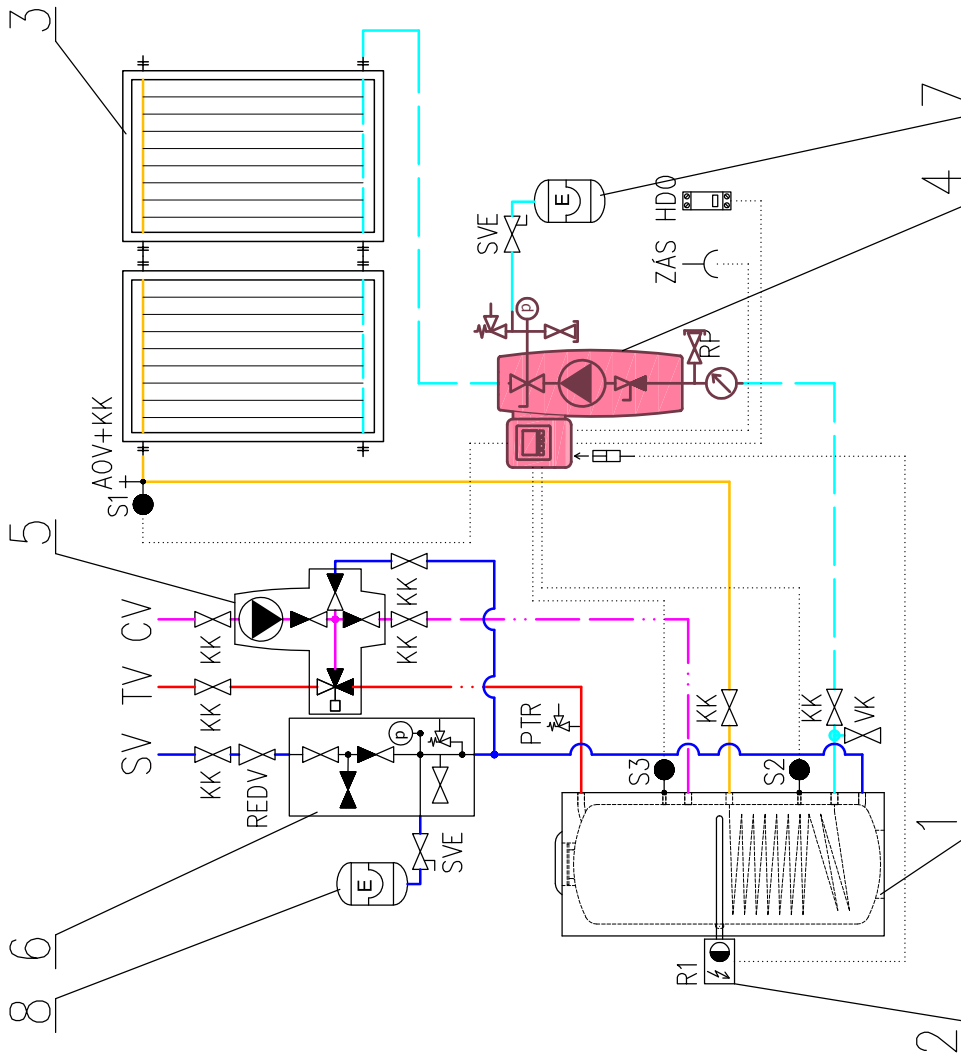 8
6
5
3
S1
AOV+KK
SV
TV
CV
KK
KK
KK
REDV
E
p
KK
KK
SVE
SVE
PTR
p
E
S3
ZÁS
HDO
R1
KK
RP
S2
KK
VK
2
1
4
7